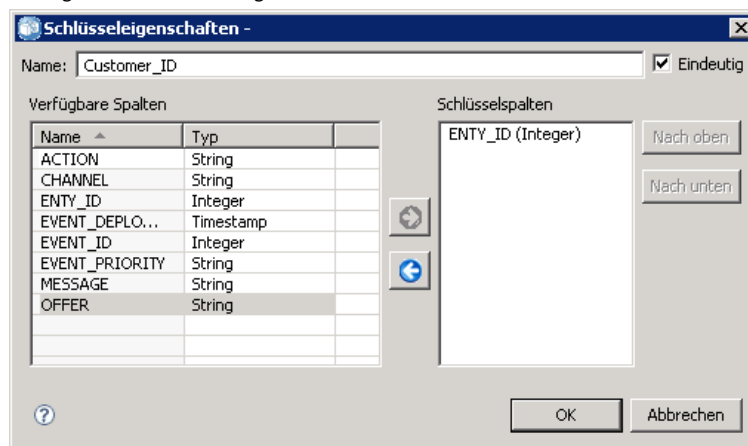 Schlüsseleigenschaften -
Name: Customer_ID Eindeutig
Verfügbare Spalten Schlüsselspalten
Name Typ
ACTION String
CHANNEL String
ENTY_ID Integer
EVENT_DEPLO... Timestamp
EVENT_ID Integer
EVENT_PRIORITY String
MESSAGE String
OFFER String
ENTY_ID (Integer)
Nach oben
Nach unten
OK Abbrechen